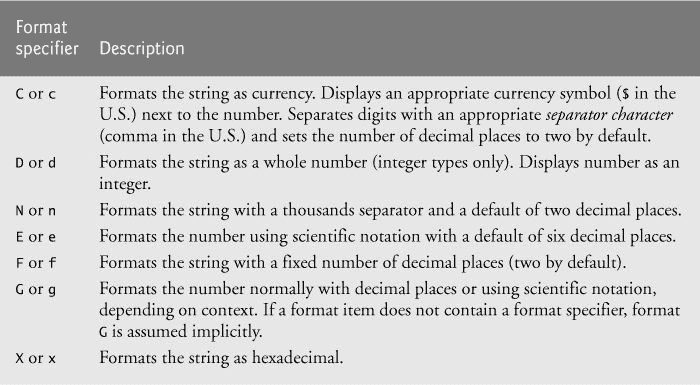 Format
specifier Description
C or c Formats the string as currency. Displays an appropriate currency symbol ($ in the
U.S.) next to the number. Separates digits with an appropriate separator character
(comma in the U.S.) and sets the number of decimal places to two by default.
D or d Formats the string as a whole number (integer types only). Displays number as an
integer.
N or n Formats the string with a thousands separator and a default of two decimal places.
E or e Formats the number using scientific notation with a default of six decimal places.
F or f Formats the string with a fixed number of decimal places (two by default).
G or g Formats the number normally with decimal places or using scientific notation,
depending on context. If a format item does not contain a format specifier, format
G is assumed implicitly.
X or x Formats the string as hexadecimal.